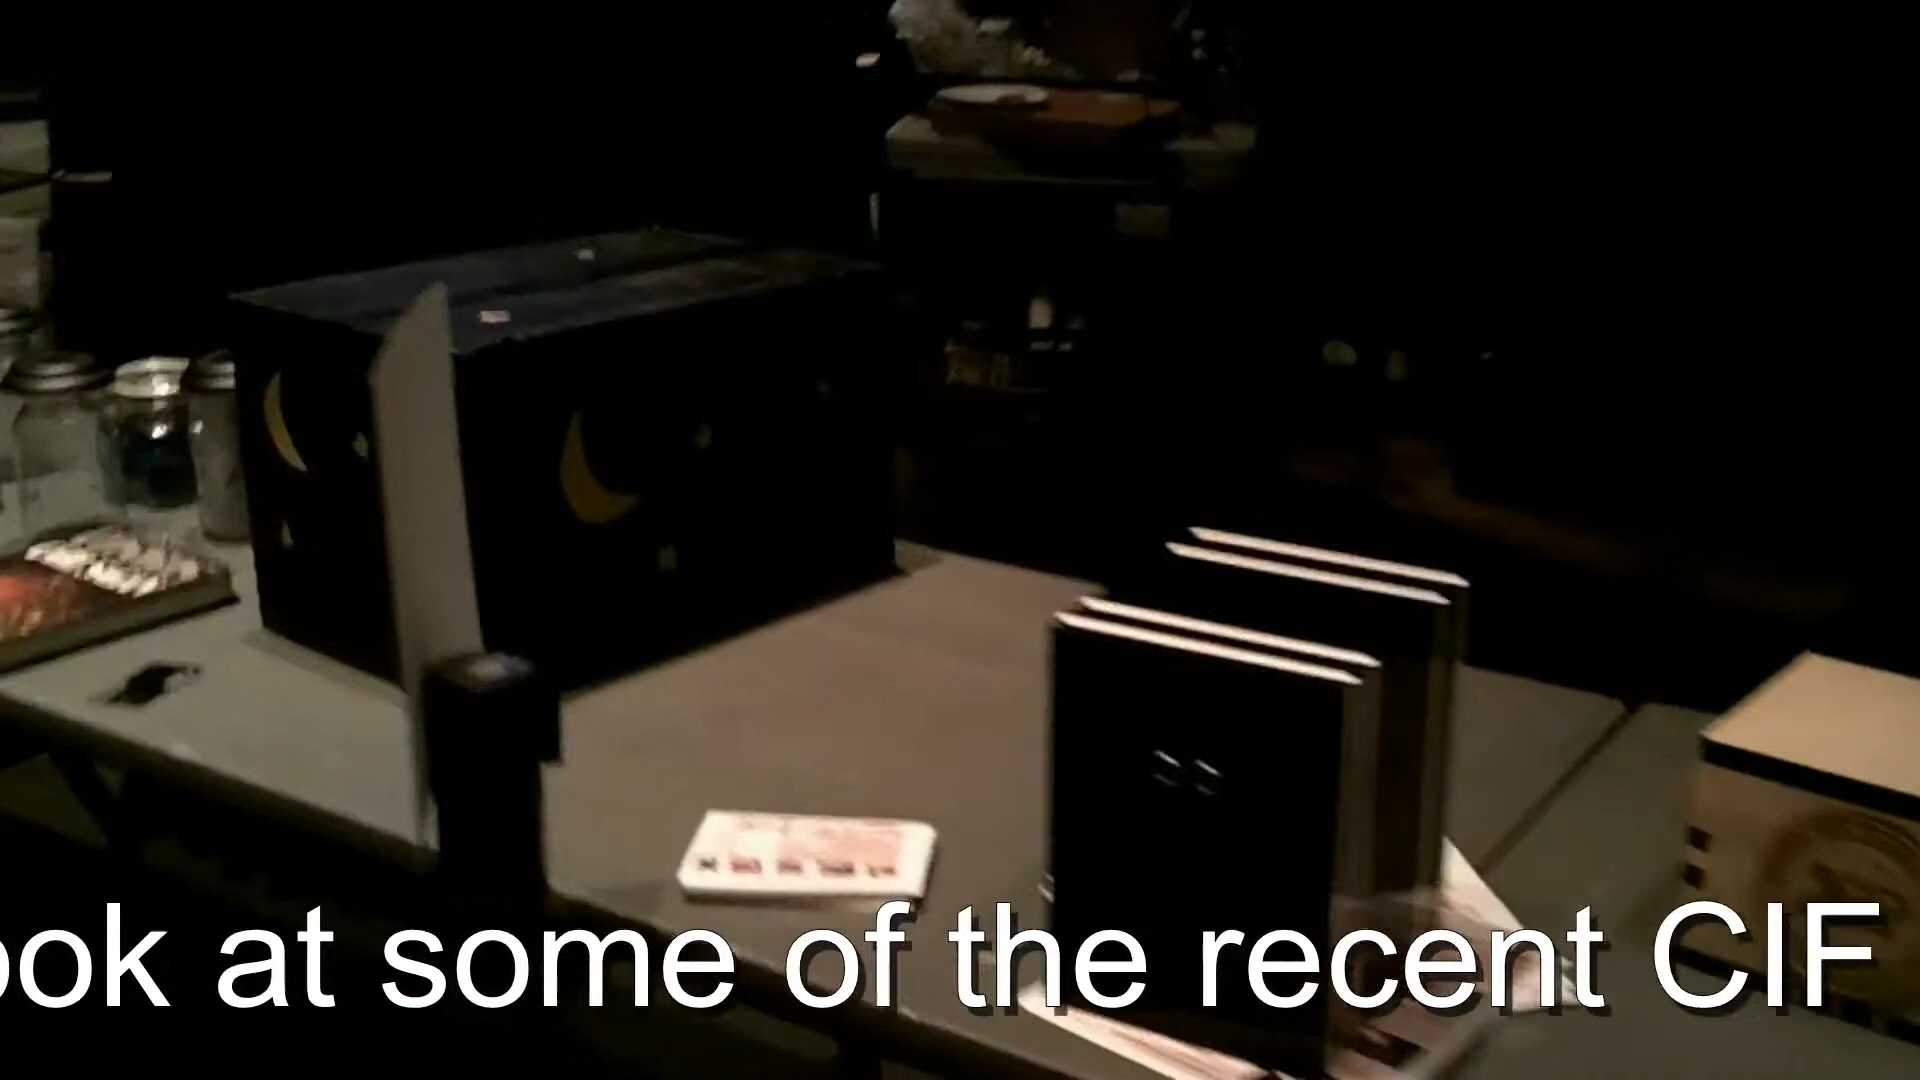 ook at some of the recent CIF